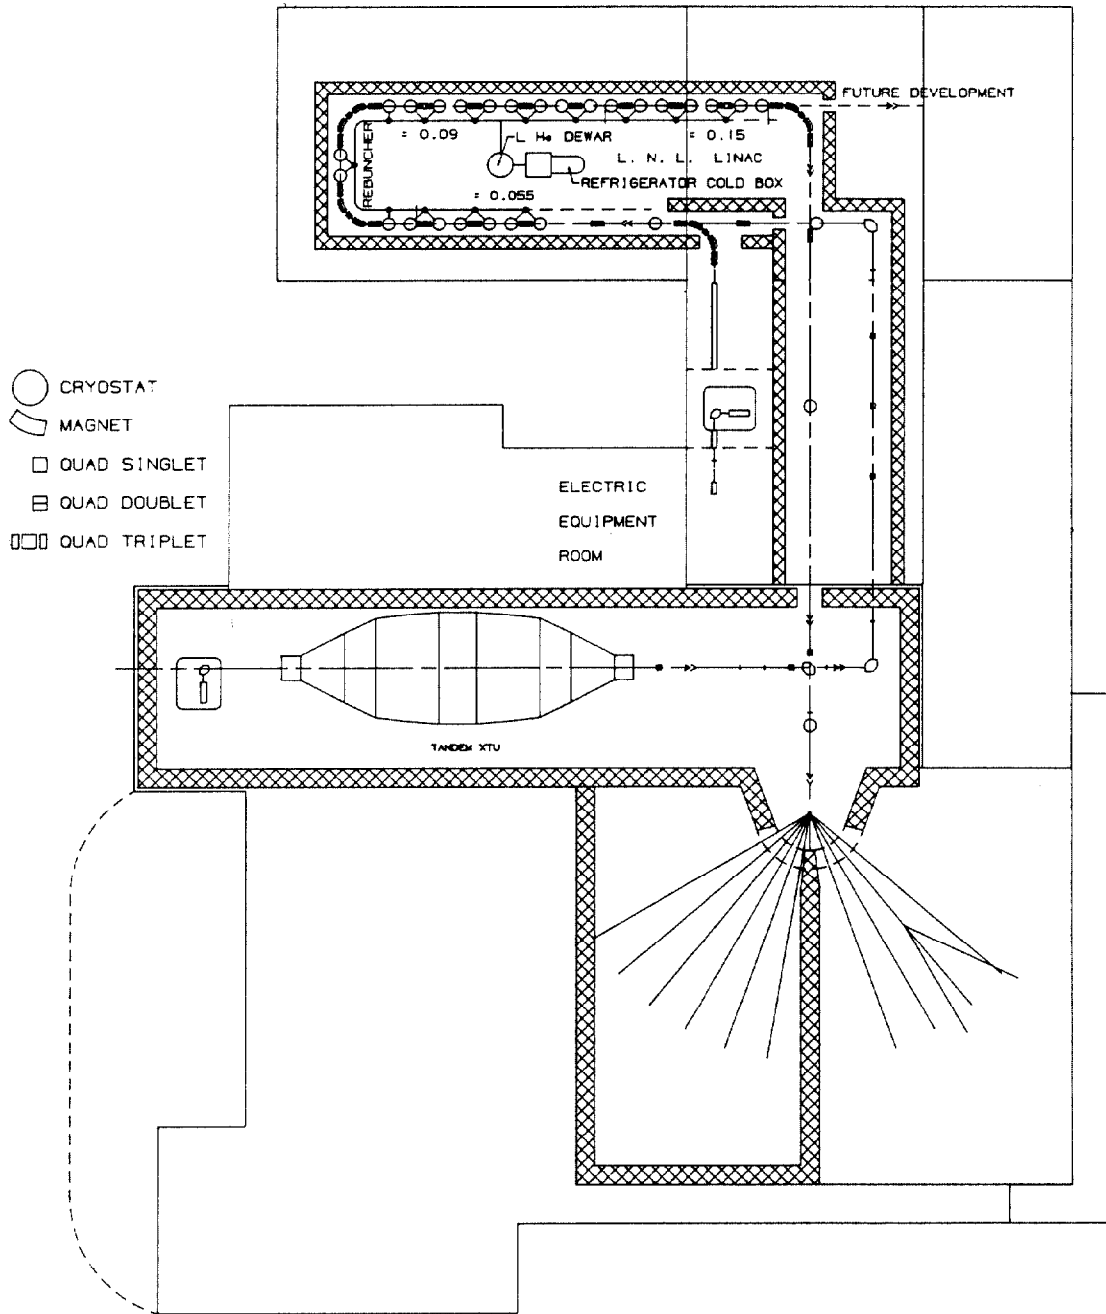 FUTURE DEVELOPMENT
= 0.09
L He DEWAR
= 0.15
L. N. L. LINAC
REBUNCHER
REFRIGERATOR COLD BOX
= 0.055
CRYOSTAT
MAGNET
QUAD SINGLET
QUAD DOUBLET
QUAD TRIPLET
ELECTRIC
EQUIPMENT
ROOM
TANDEM XTU